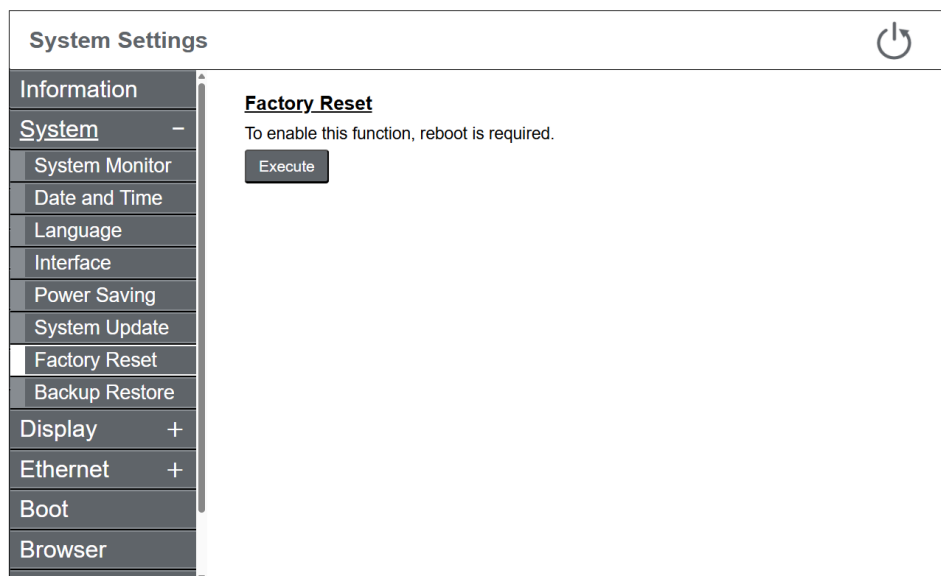 System Settings
Information
System −
System Monitor
Date and Time
Language
Interface
Power Saving
System Update
Factory Reset
Backup Restore
Display +
Ethernet +
Boot
Browser
Factory Reset
To enable this function, reboot is required.
Execute